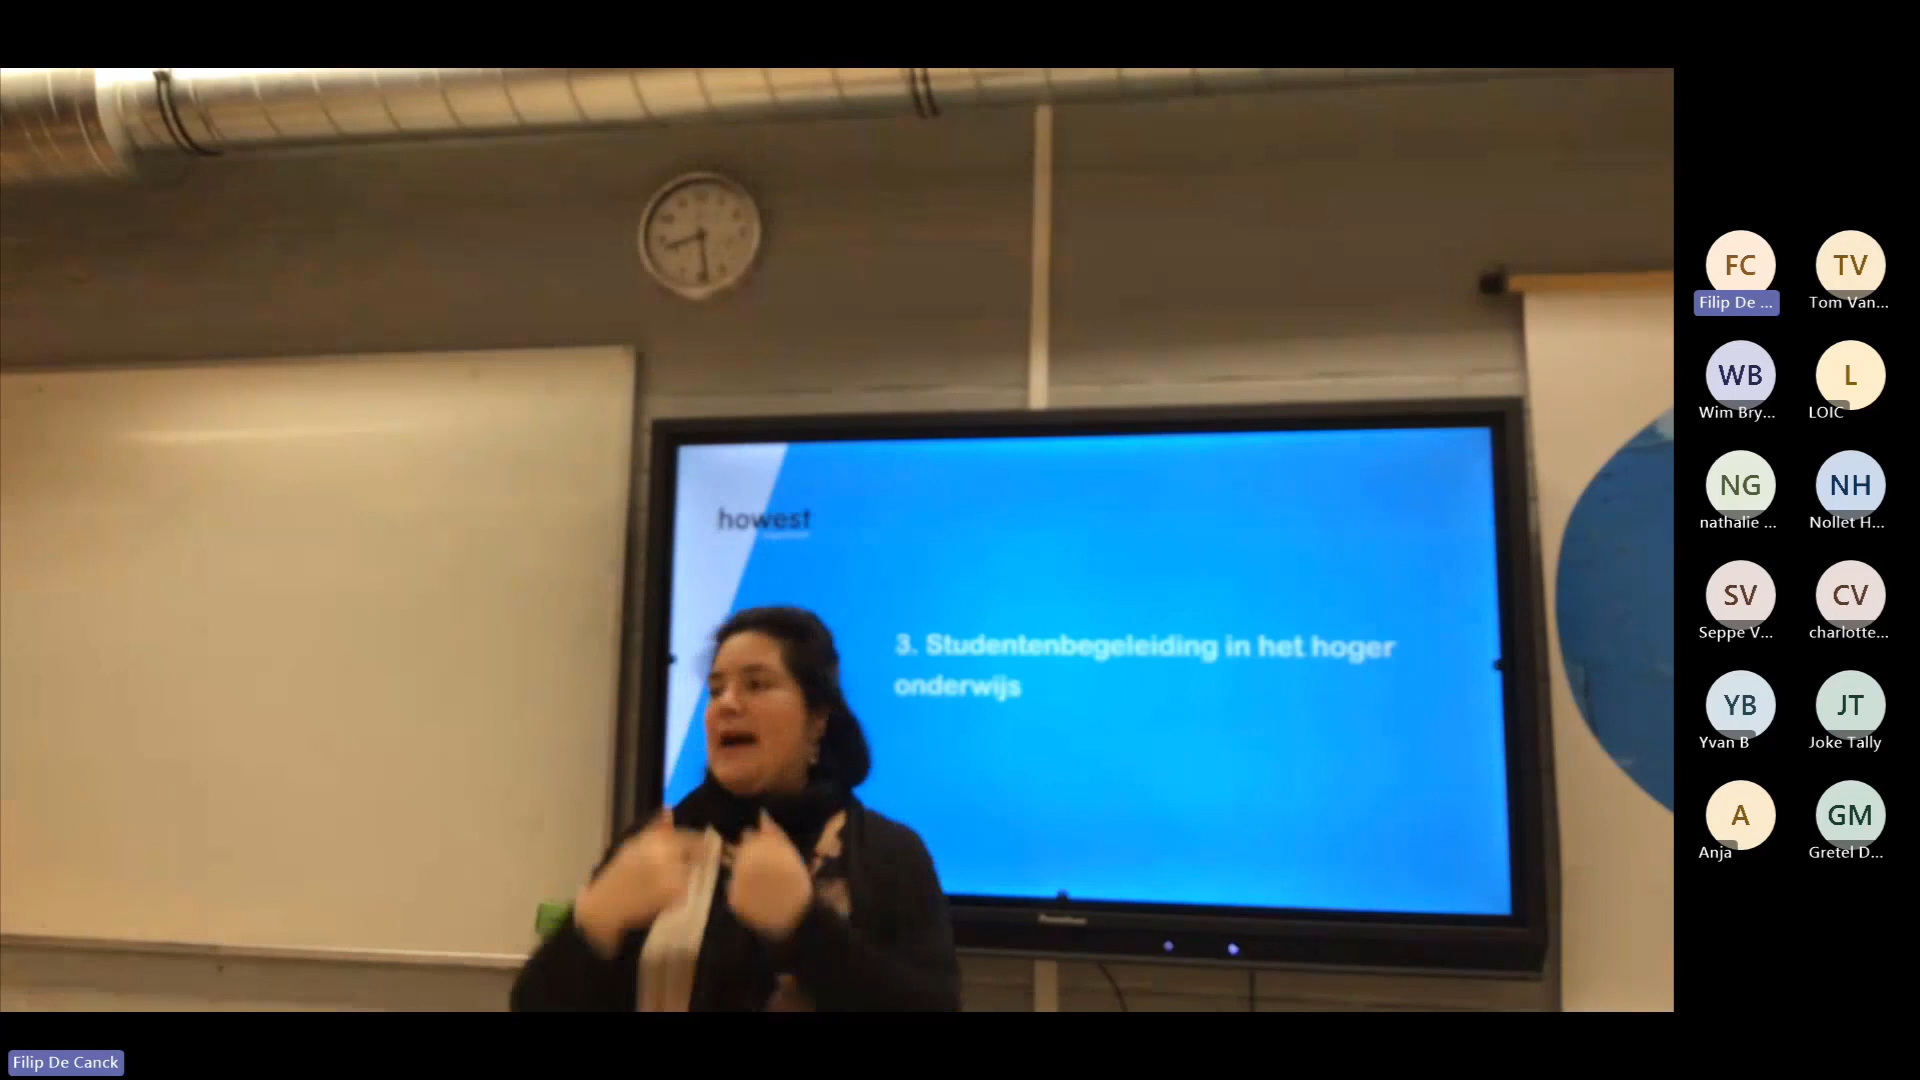 howest
3. Studentenbegeleiding in het hoger
onderwijs
FC
Filip De ...
TV
Tom Van...
WB
Wim Bry...
L
LOIC
NG
nathalie ...
NH
Nollet H...
SV
Seppe V...
CV
charlotte...
YB
Yvan B
JT
Joke Tally
A
Anja
GM
Gretel D...
Filip De Canck